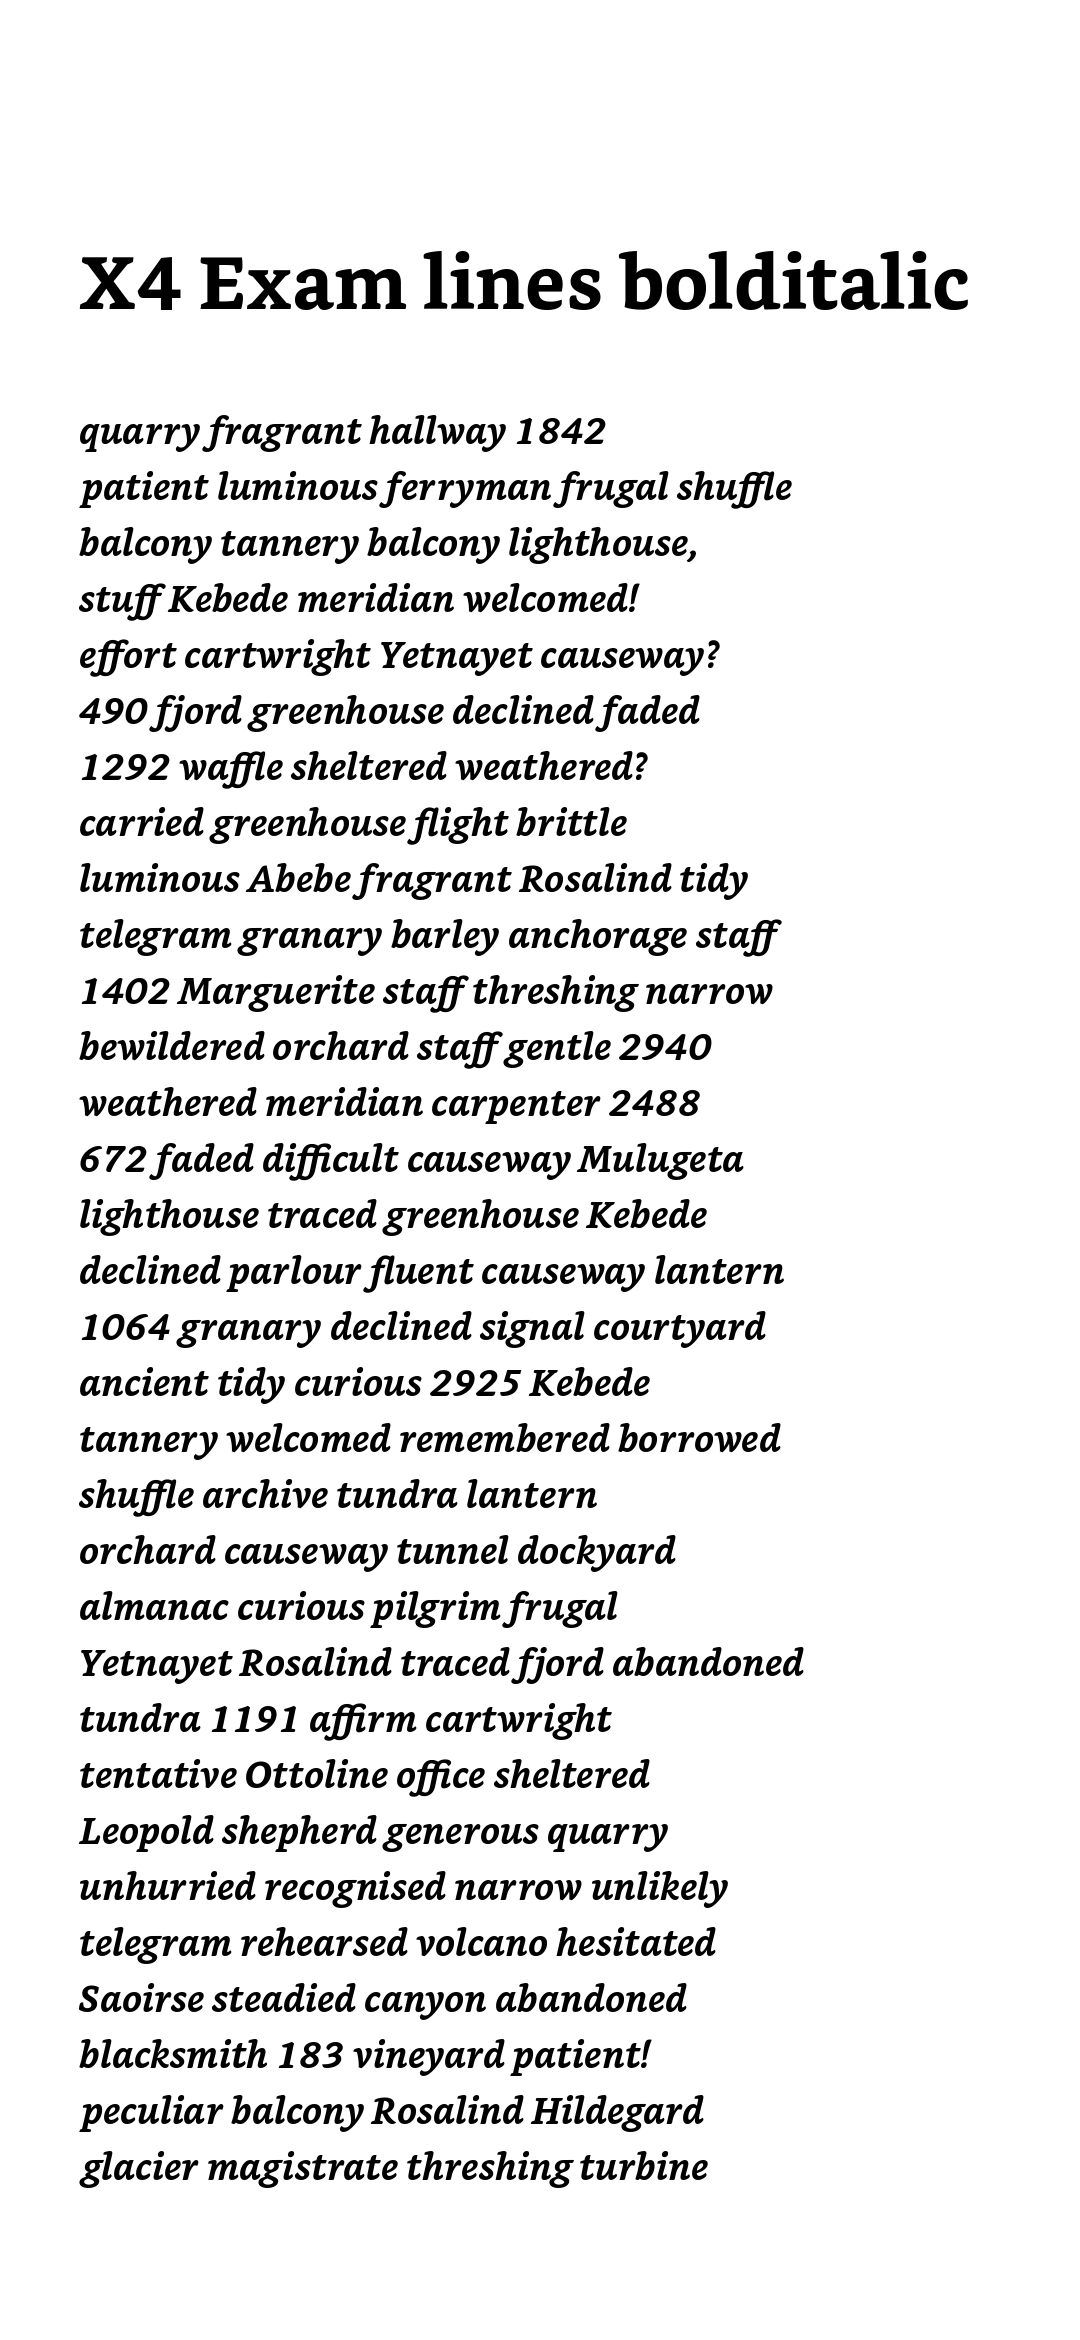 X4 Exam lines bolditalic
quarry fragrant hallway 1842
patient luminous ferryman frugal shuffle
balcony tannery balcony lighthouse,
stuff Kebede meridian welcomed!
effort cartwright Yetnayet causeway?
490 fjord greenhouse declined faded
1292 waffle sheltered weathered?
carried greenhouse flight brittle
luminous Abebe fragrant Rosalind tidy
telegram granary barley anchorage staff
1402 Marguerite staff threshing narrow
bewildered orchard staff gentle 2940
weathered meridian carpenter 2488
672 faded difficult causeway Mulugeta
lighthouse traced greenhouse Kebede
declined parlour fluent causeway lantern
1064 granary declined signal courtyard
ancient tidy curious 2925 Kebede
tannery welcomed remembered borrowed
shuffle archive tundra lantern
orchard causeway tunnel dockyard
almanac curious pilgrim frugal
Yetnayet Rosalind traced fjord abandoned
tundra 1191 affirm cartwright
tentative Ottoline office sheltered
Leopold shepherd generous quarry
unhurried recognised narrow unlikely
telegram rehearsed volcano hesitated
Saoirse steadied canyon abandoned
blacksmith 183 vineyard patient!
peculiar balcony Rosalind Hildegard
glacier magistrate threshing turbine